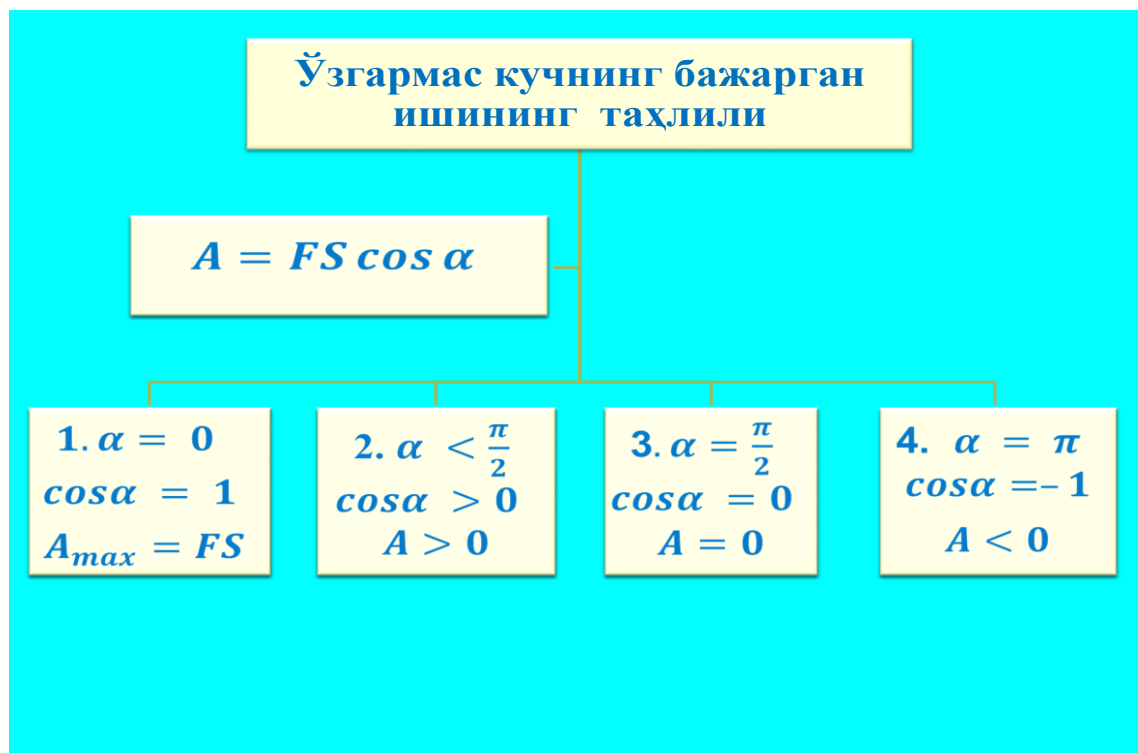 Ўзгармас кучнинг бажарган
ишининг таҳлили
A = FS cos α
1. α = 0
cosα = 1
Amax = FS
2. α < π/2
cosα > 0
A > 0
3. α = π/2
cosα = 0
A = 0
4. α = π
cosα =– 1
A < 0